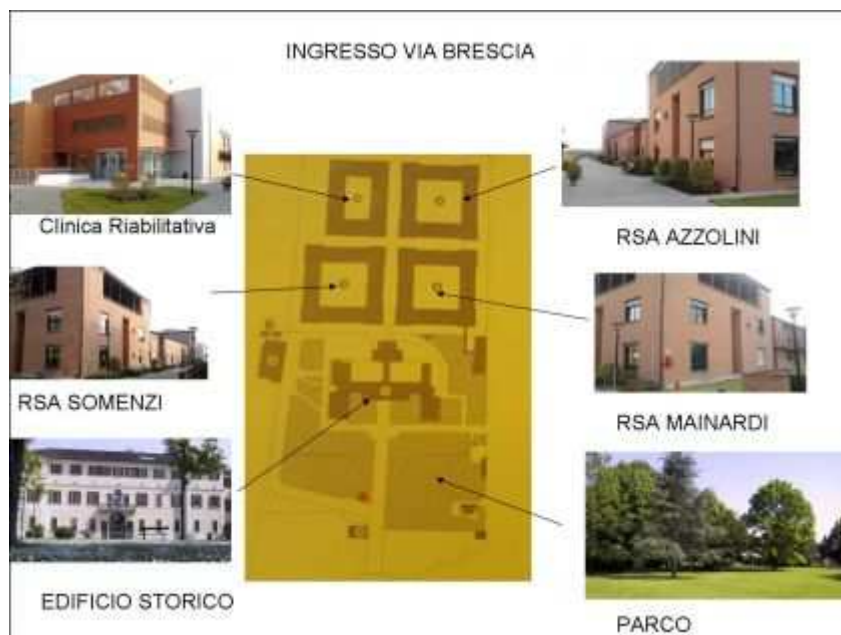 INGRESSO VIA BRESCIA
Clinica Riabilitativa
RSA AZZOLINI
RSA SOMENZI
RSA MAINARDI
EDIFICIO STORICO
PARCO